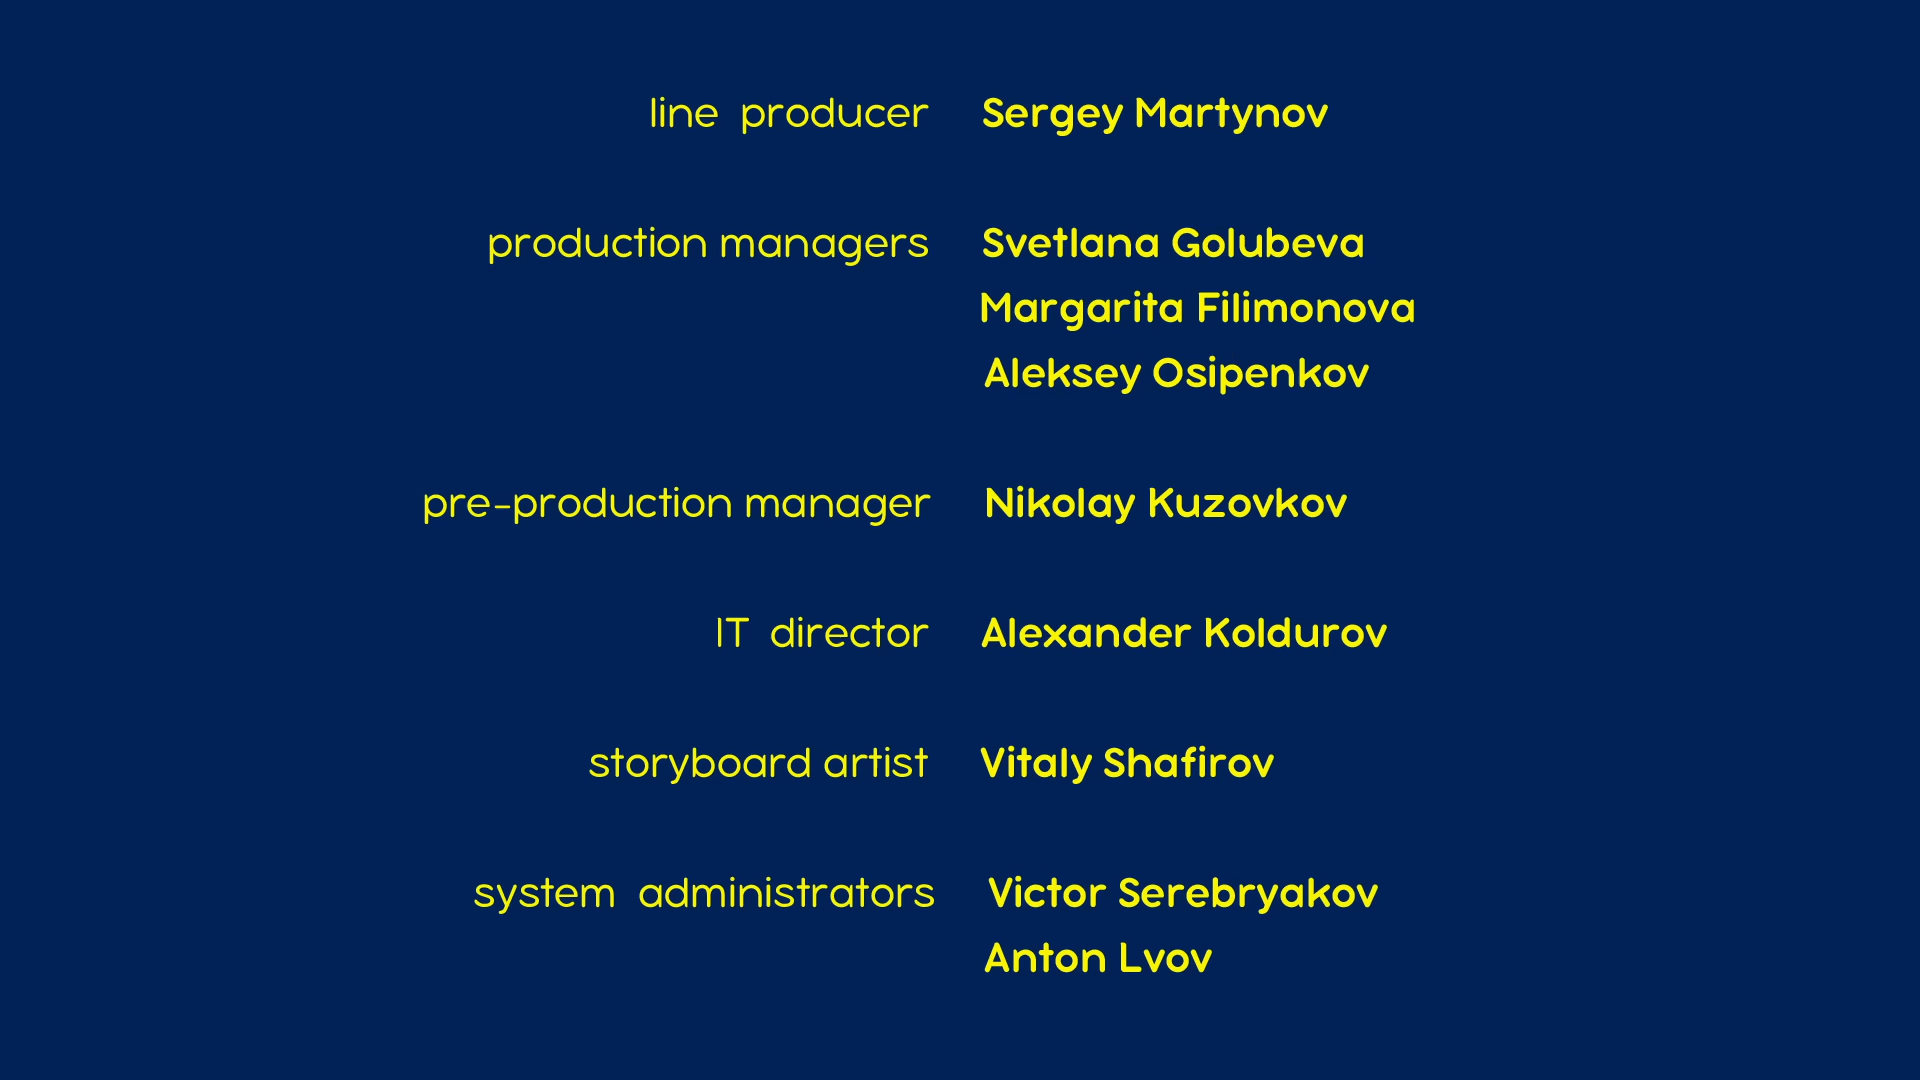 line producer Sergey Martynov
production managers Svetlana Golubeva
Margarita Filimonova
Aleksey Osipenkov
pre-production manager Nikolay Kuzovkov
IT director Alexander Koldurov
storyboard artist Vitaly Shafirov
system administrators Victor Serebryakov
Anton Lvov